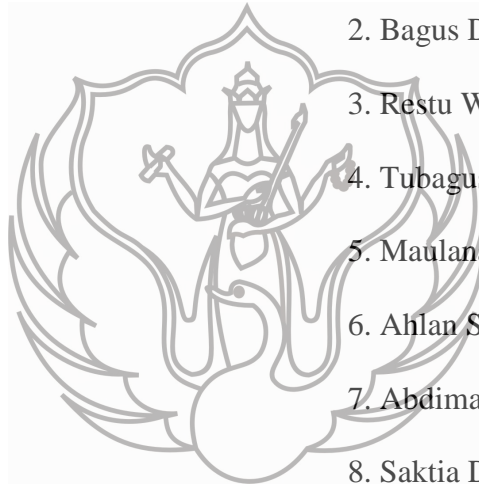 2. Bagus D
3. Restu W
4. Tubagus
5. Maulana
6. Ahlan S
7. Abdima
8. Saktia D